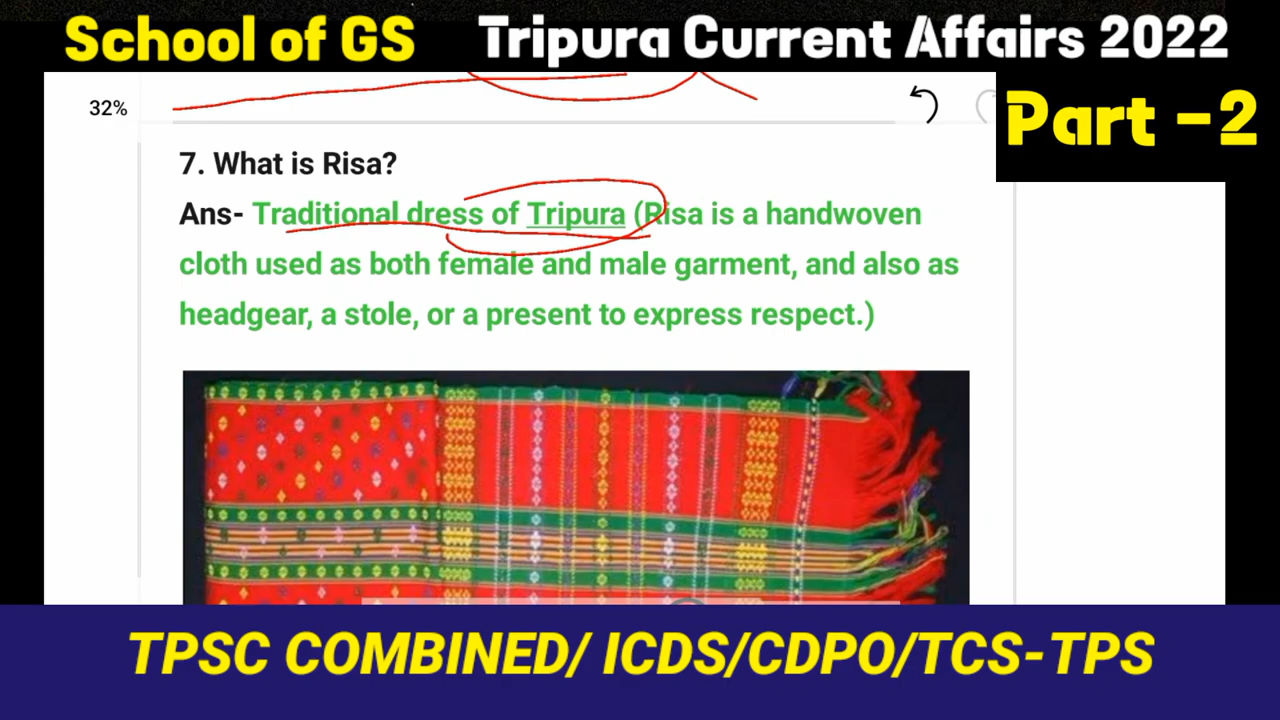 School of GS Tripura Current Affairs 2022
Part -2
32%
7. What is Risa?
Ans- Traditional dress of Tripura (Risa is a handwoven
cloth used as both female and male garment, and also as
headgear, a stole, or a present to express respect.)
TPSC COMBINED/ ICDS/CDPO/TCS-TPS